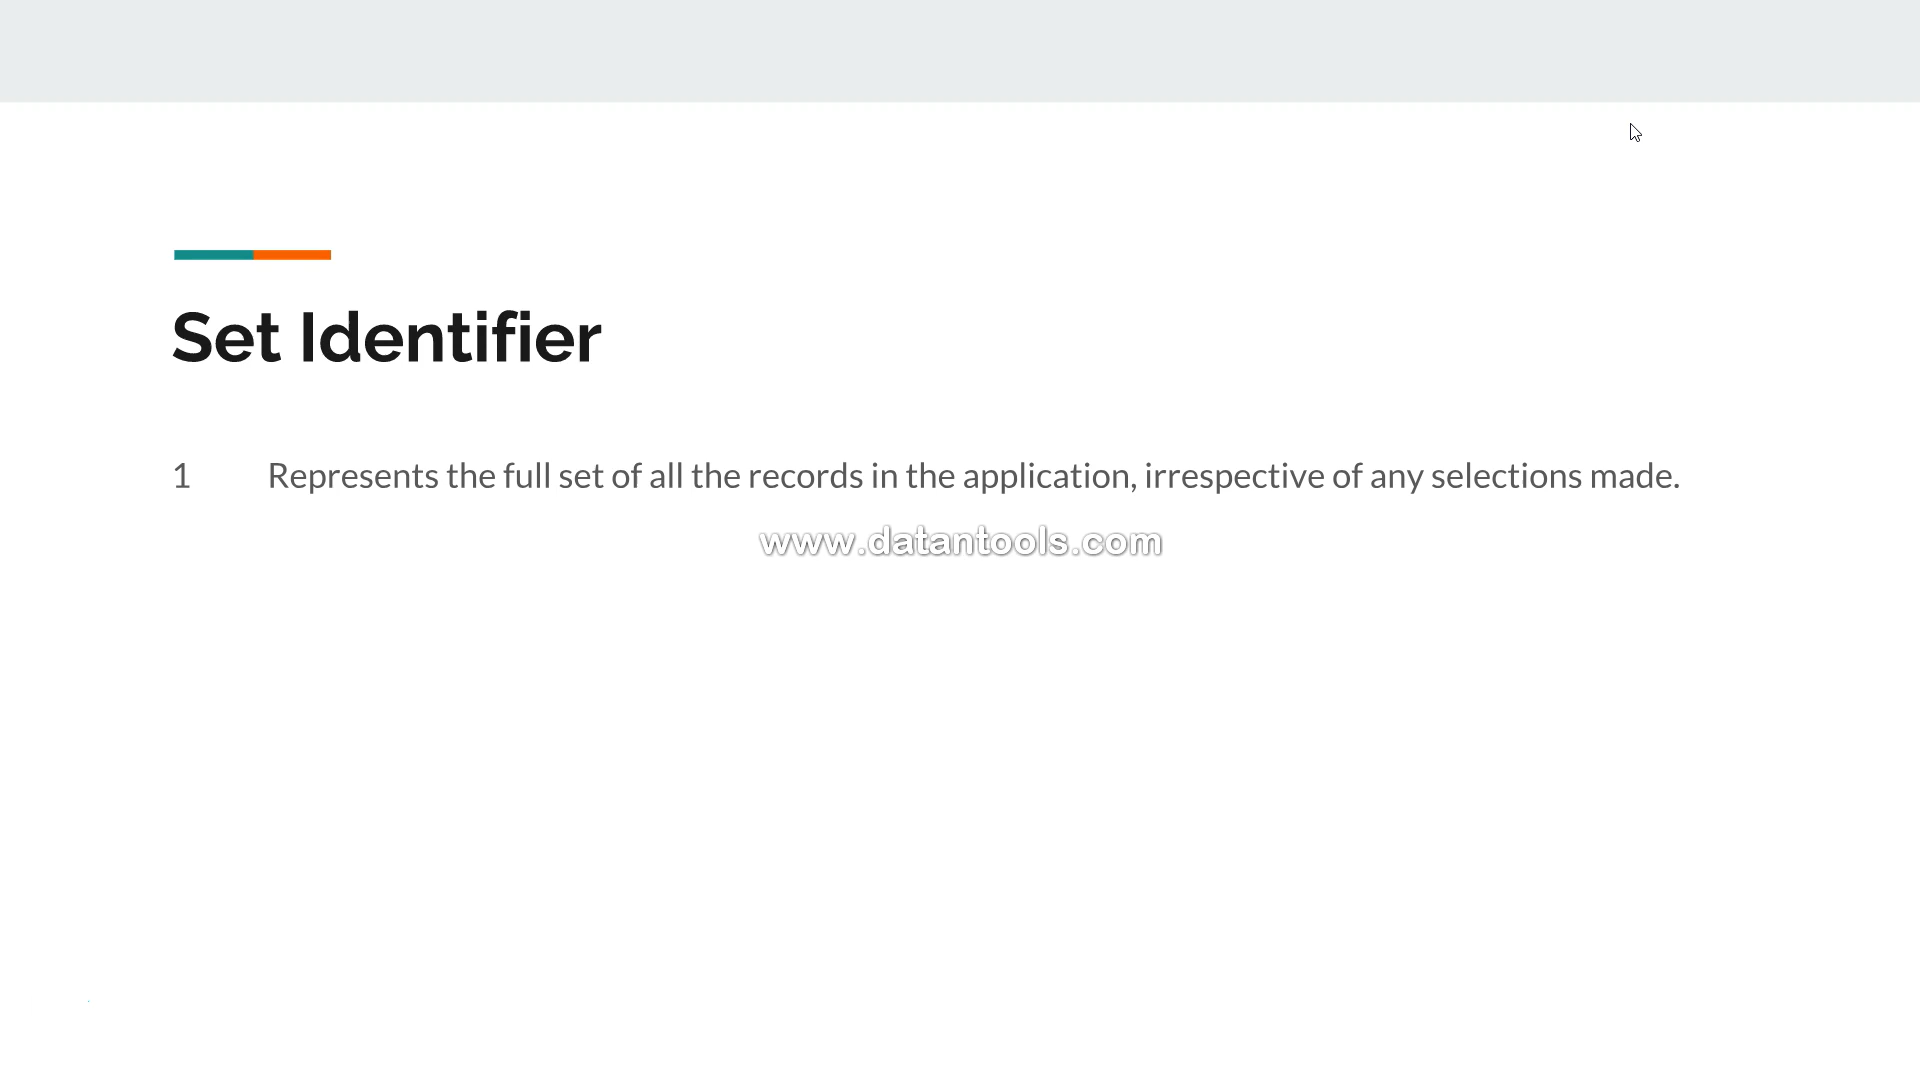 Set Identifier
1 Represents the full set of all the records in the application, irrespective of any selections made.
www.datantools.com